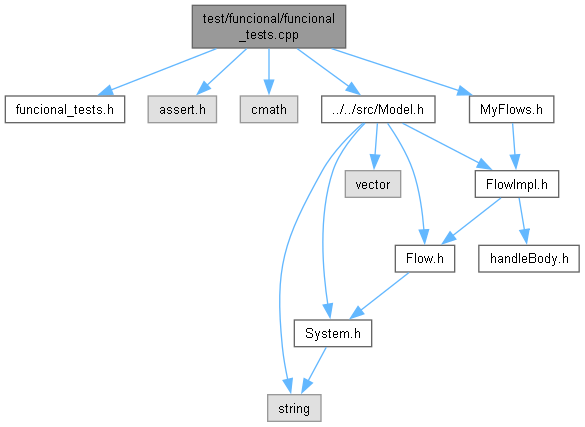 test/funcional/funcional
_tests.cpp
funcional_tests.h
assert.h
cmath
../../src/Model.h
MyFlows.h
vector
FlowImpl.h
Flow.h
handleBody.h
System.h
string